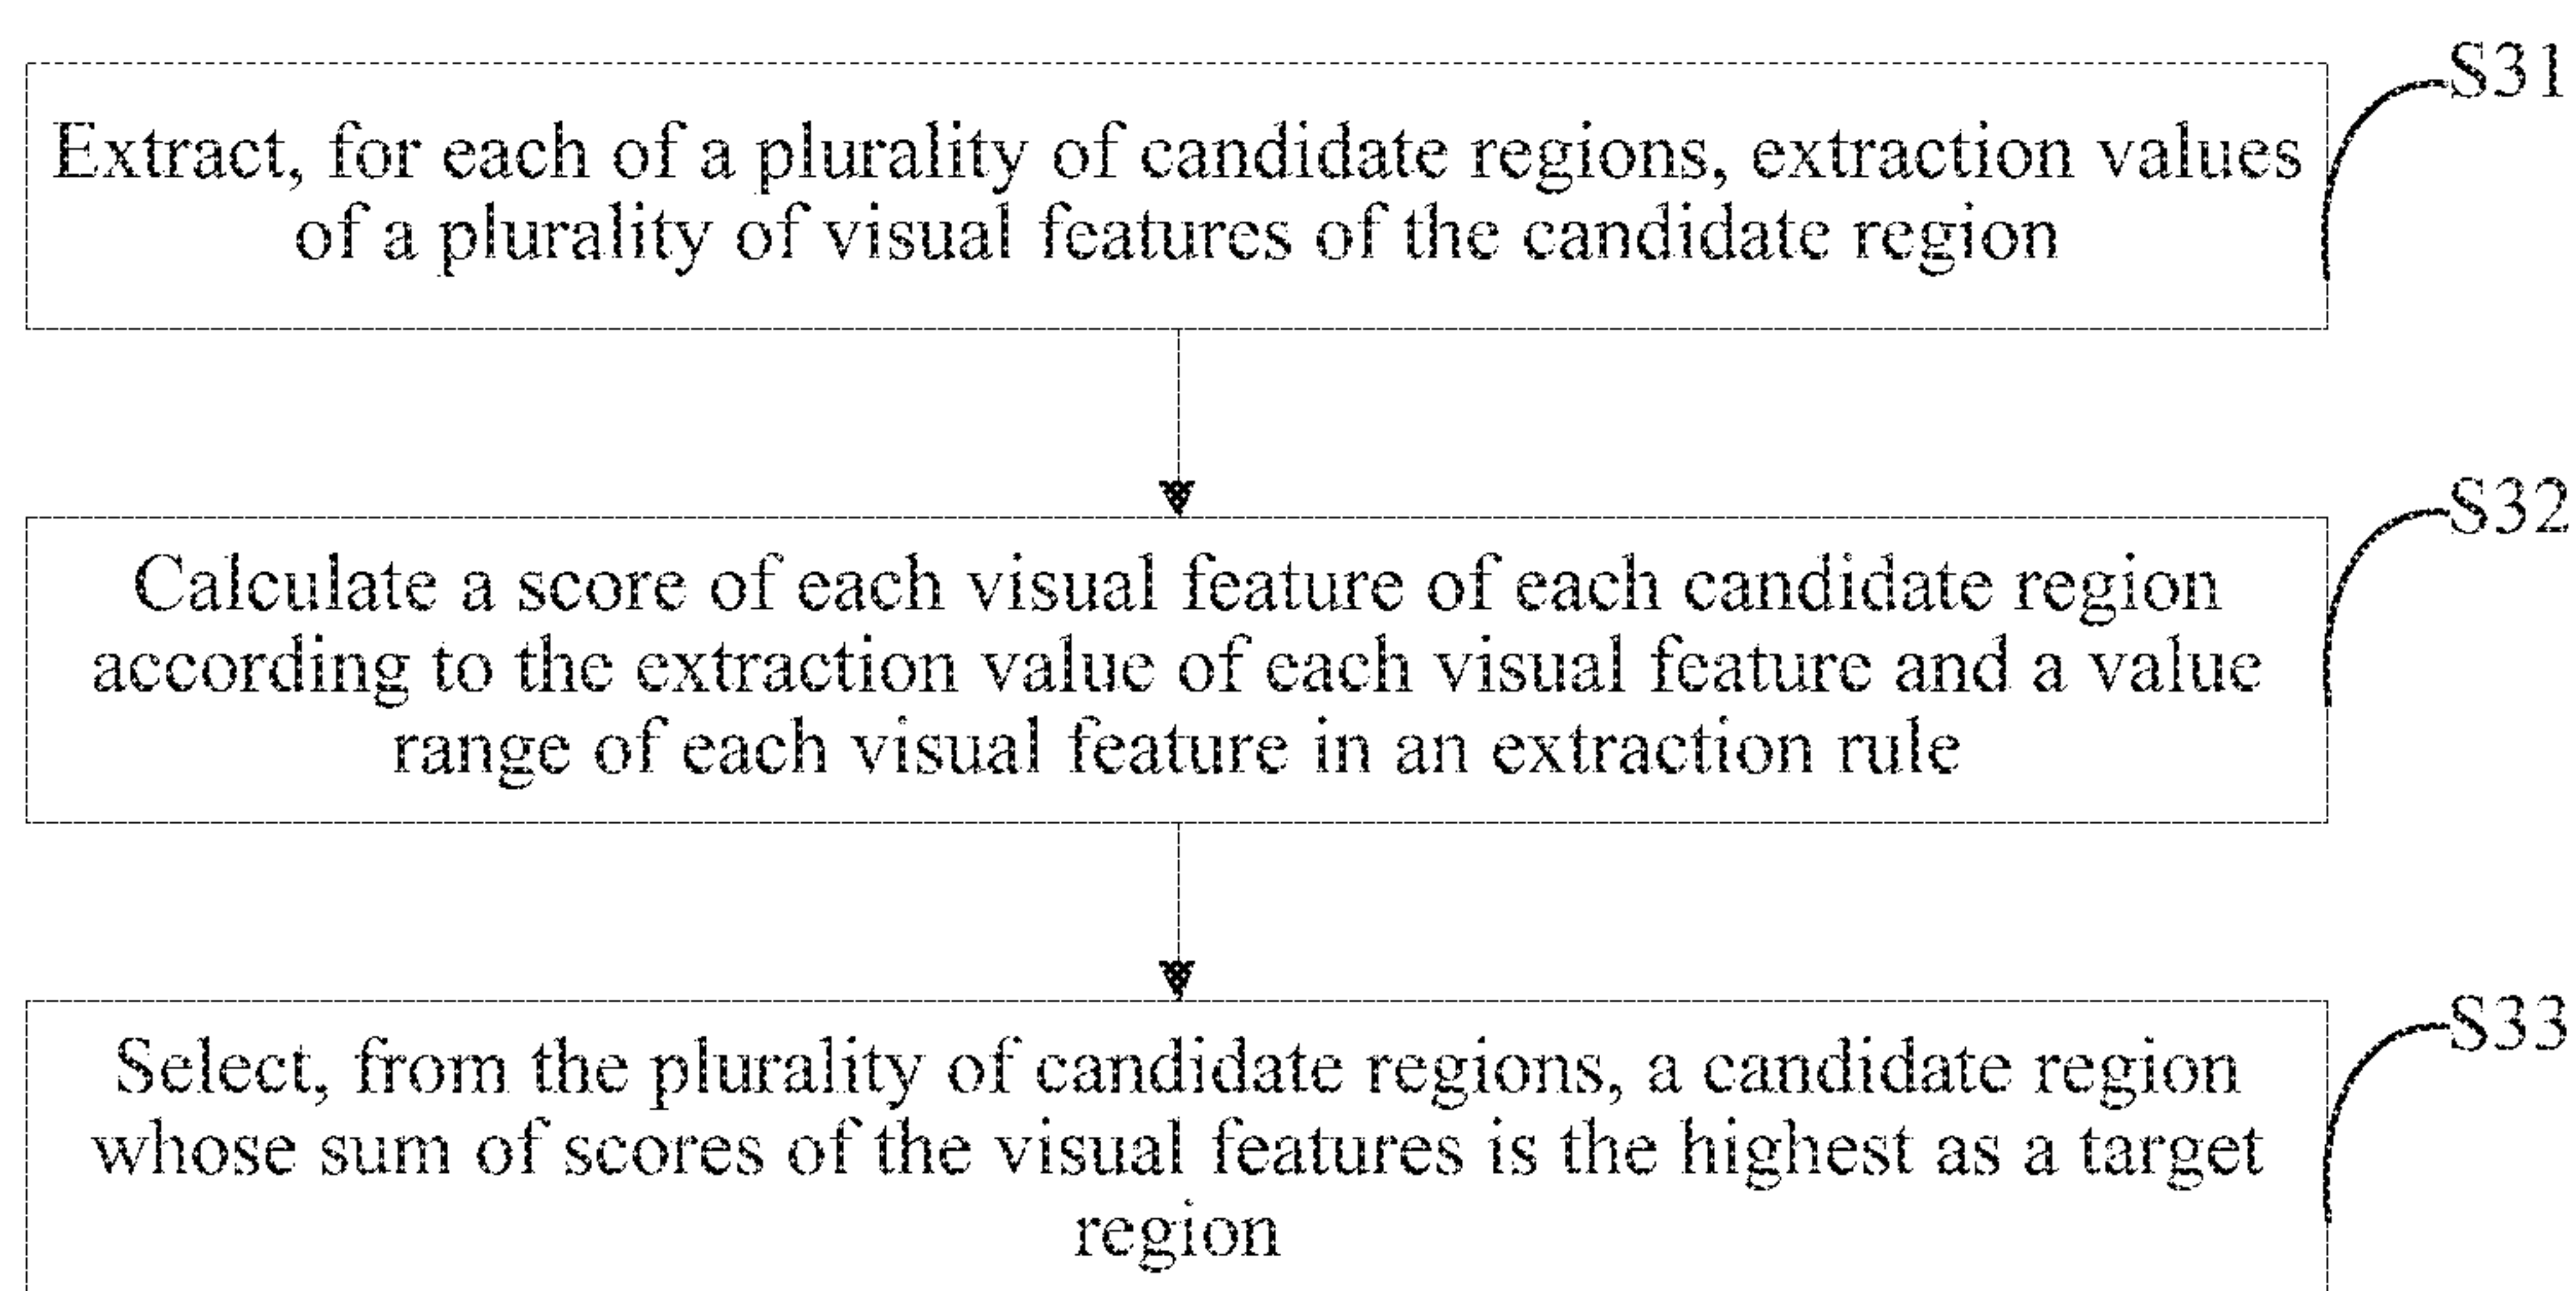 S31
Extract, for each of a plurality of candidate regions, extraction values
of a plurality of visual features of the candidate region
S32
Calculate a score of each visual feature of each candidate region
according to the extraction value of each visual feature and a value
range of each visual feature in an extraction rule
S33
Select, from the plurality of candidate regions, a candidate region
whose sum of scores of the visual features is the highest as a target
region